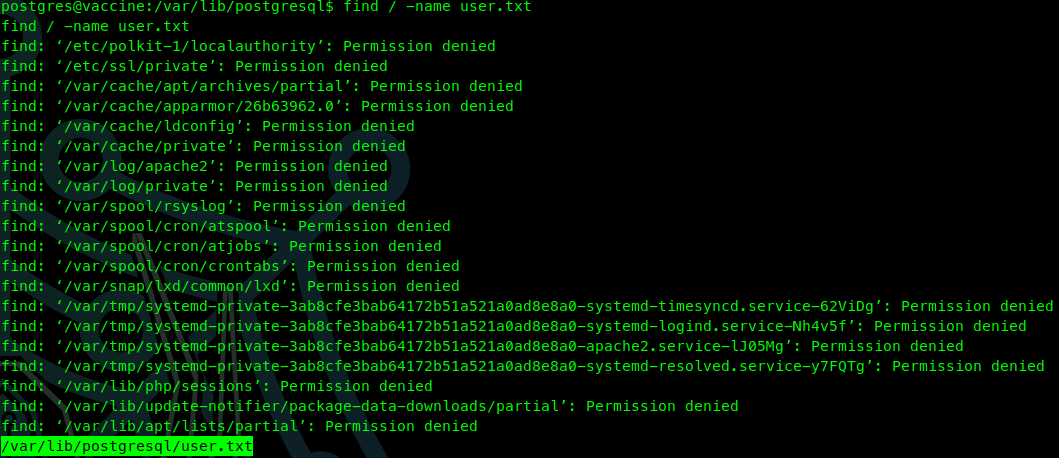 postgres@vaccine:/var/lib/postgresql$ find / -name user.txt
find / -name user.txt
find: ‘/etc/polkit-1/localauthority’: Permission denied
find: ‘/etc/ssl/private’: Permission denied
find: ‘/var/cache/apt/archives/partial’: Permission denied
find: ‘/var/cache/apparmor/26b63962.0’: Permission denied
find: ‘/var/cache/ldconfig’: Permission denied
find: ‘/var/cache/private’: Permission denied
find: ‘/var/log/apache2’: Permission denied
find: ‘/var/log/private’: Permission denied
find: ‘/var/spool/rsyslog’: Permission denied
find: ‘/var/spool/cron/atspool’: Permission denied
find: ‘/var/spool/cron/atjobs’: Permission denied
find: ‘/var/spool/cron/crontabs’: Permission denied
find: ‘/var/snap/lxd/common/lxd’: Permission denied
find: ‘/var/tmp/systemd-private-3ab8cfe3bab64172b51a521a0ad8e8a0-systemd-timesyncd.service-62ViDg’: Permission denied
find: ‘/var/tmp/systemd-private-3ab8cfe3bab64172b51a521a0ad8e8a0-systemd-logind.service-Nh4v5f’: Permission denied
find: ‘/var/tmp/systemd-private-3ab8cfe3bab64172b51a521a0ad8e8a0-apache2.service-lJ05Mg’: Permission denied
find: ‘/var/tmp/systemd-private-3ab8cfe3bab64172b51a521a0ad8e8a0-systemd-resolved.service-y7FQTg’: Permission denied
find: ‘/var/lib/php/sessions’: Permission denied
find: ‘/var/lib/update-notifier/package-data-downloads/partial’: Permission denied
find: ‘/var/lib/apt/lists/partial’: Permission denied
/var/lib/postgresql/user.txt